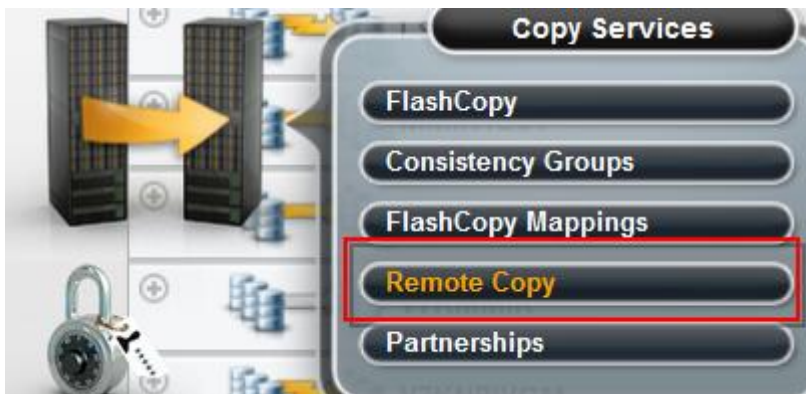 Copy Services
FlashCopy
Consistency Groups
FlashCopy Mappings
Remote Copy
Partnerships